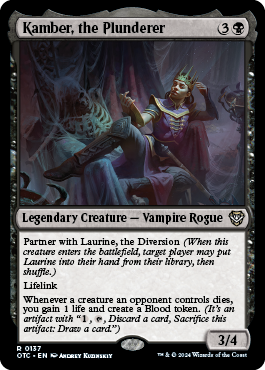 Kamber, the Plunderer 3
Legendary Creature — Vampire Rogue
Partner with Laurine, the Diversion (When this
creature enters the battlefield, target player may put
Laurine into their hand from their library, then
shuffle.)
Lifelink
Whenever a creature an opponent controls dies,
you gain 1 life and create a Blood token. (It's an
artifact with “1, , Discard a card, Sacrifice this
artifact: Draw a card.”)
3/4
R 0137
OTC • EN Andrey Kuzinskiy ™ & © 2024 Wizards of the Coast